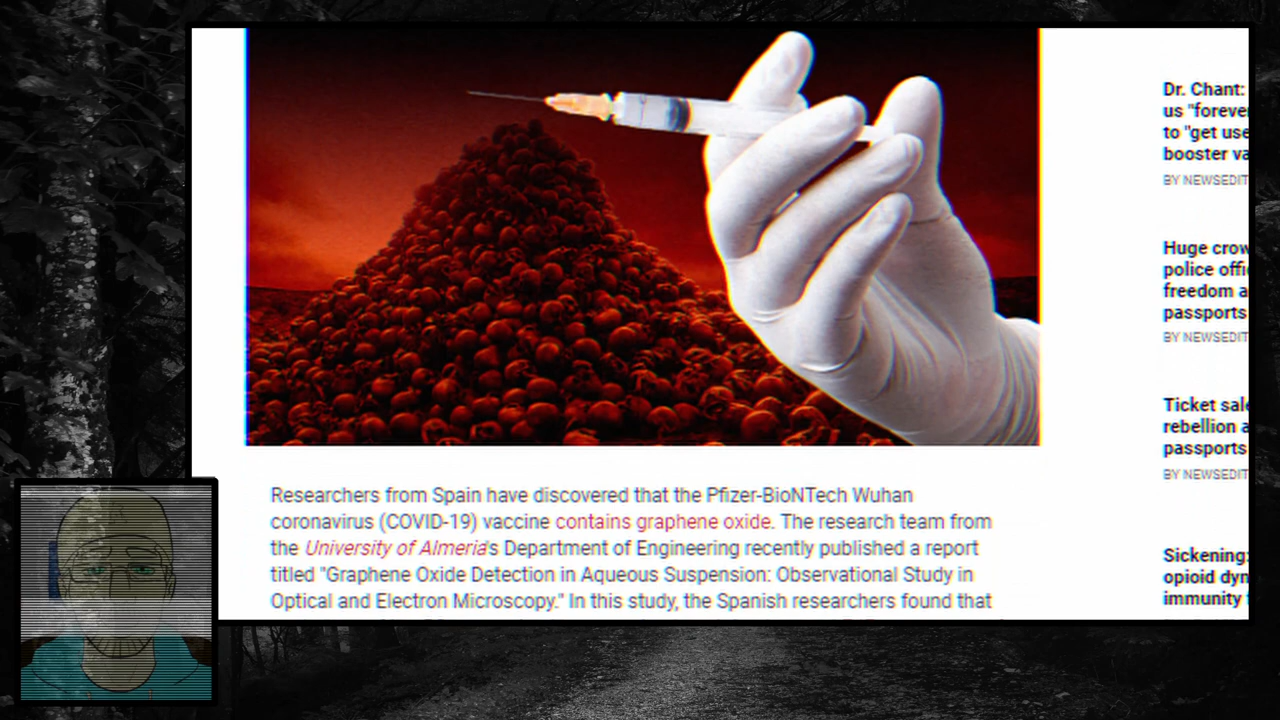 Researchers from Spain have discovered that the Pfizer-BioNTech Wuhan
coronavirus (COVID-19) vaccine contains graphene oxide. The research team from
the University of Almeria's Department of Engineering recently published a report
titled "Graphene Oxide Detection in Aqueous Suspension: Observational Study in
Optical and Electron Microscopy." In this study, the Spanish researchers found that
Dr. Chant:
us "foreve
to "get use
booster va
BY NEWSEDIT
Huge crow
police offi
freedom a
passports
BY NEWSEDIT
Ticket sale
rebellion a
passports
BY NEWSEDIT
Sickening:
opioid dyn
immunity